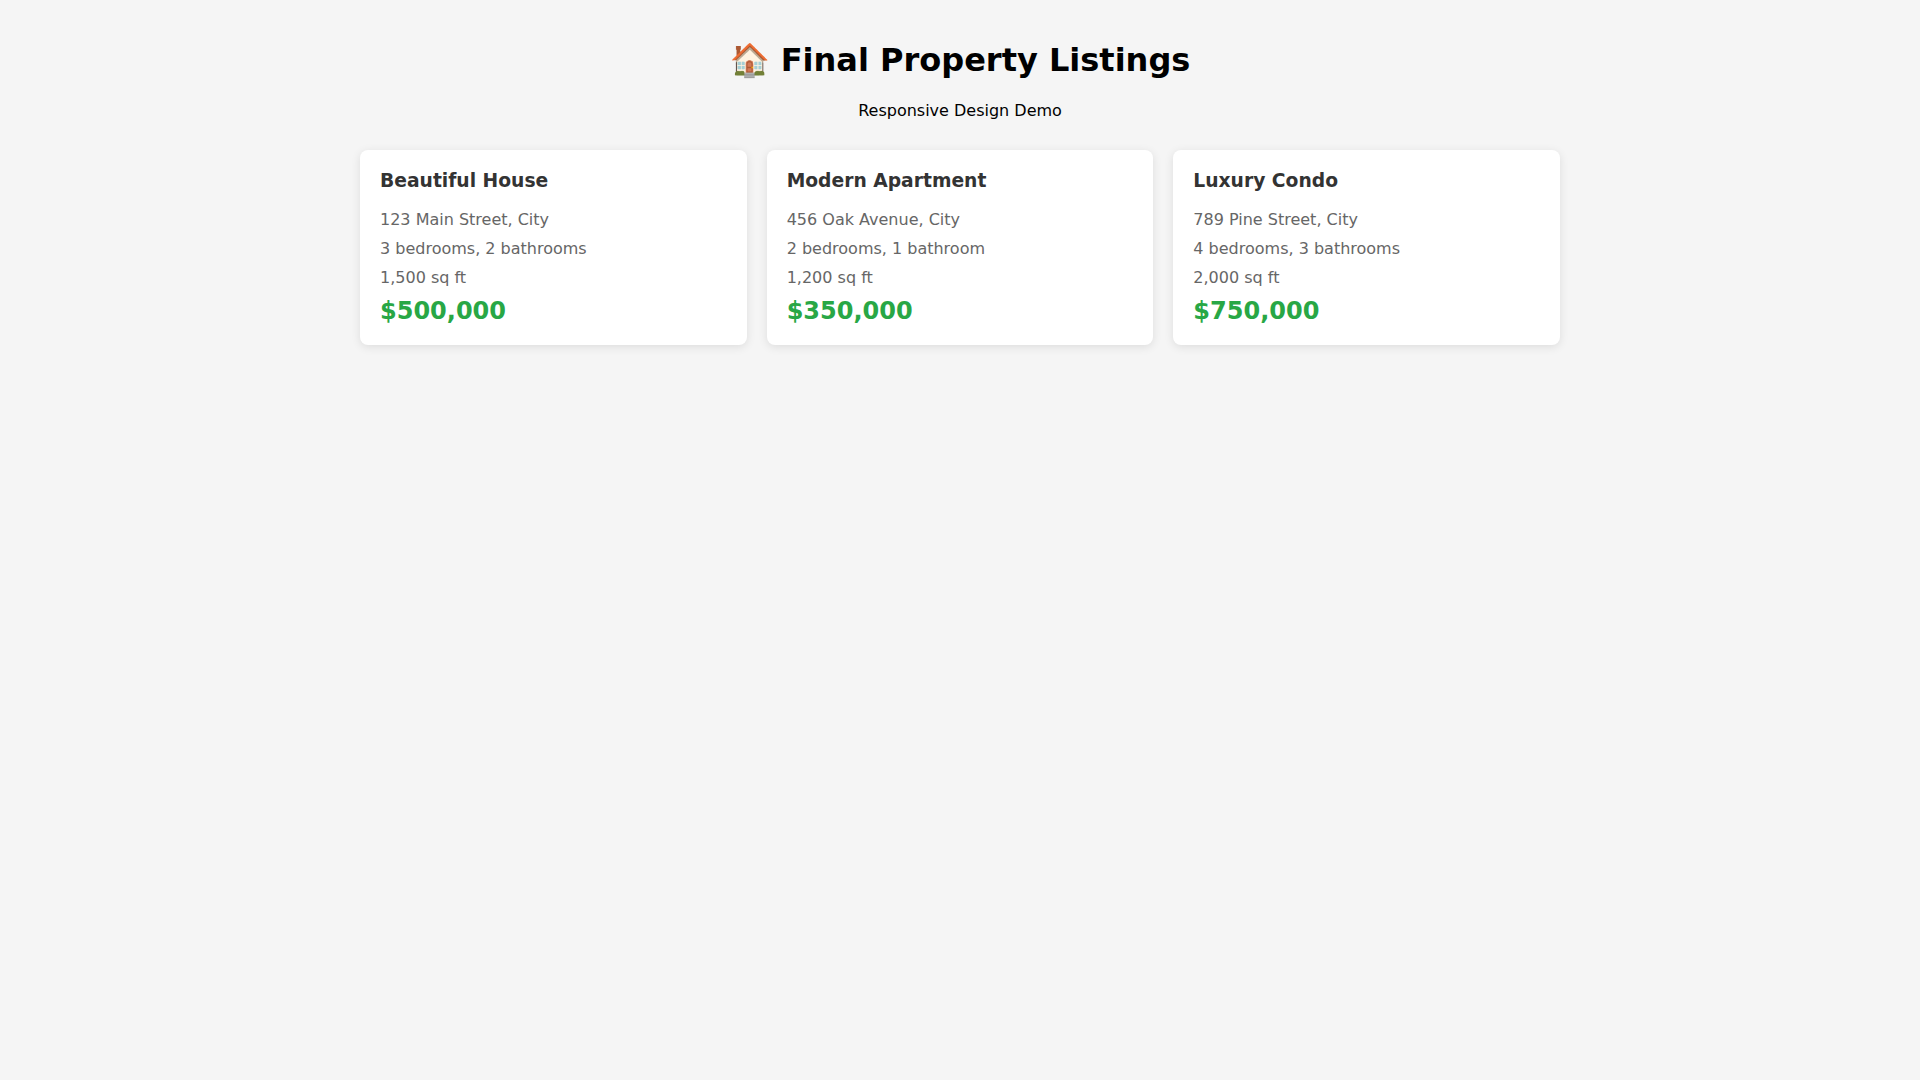 🏠 Final Property Listings
Responsive Design Demo
Beautiful House
123 Main Street, City
3 bedrooms, 2 bathrooms
1,500 sq ft
$500,000
Modern Apartment
456 Oak Avenue, City
2 bedrooms, 1 bathroom
1,200 sq ft
$350,000
Luxury Condo
789 Pine Street, City
4 bedrooms, 3 bathrooms
2,000 sq ft
$750,000